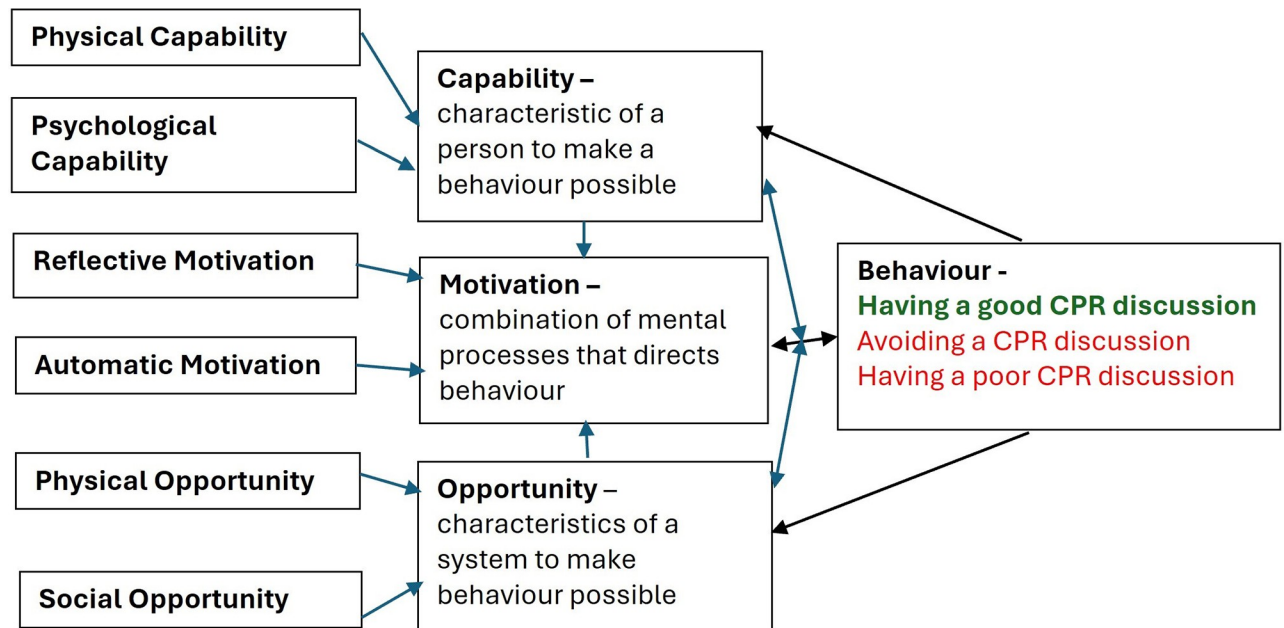 Physical Capability
Psychological
Capability
Reflective Motivation
Automatic Motivation
Physical Opportunity
Social Opportunity
Capability –
characteristic of a
person to make a
behaviour possible
Motivation –
combination of mental
processes that directs
behaviour
Opportunity –
characteristics of a
system to make
behaviour possible
Behaviour -
Having a good CPR discussion
Avoiding a CPR discussion
Having a poor CPR discussion